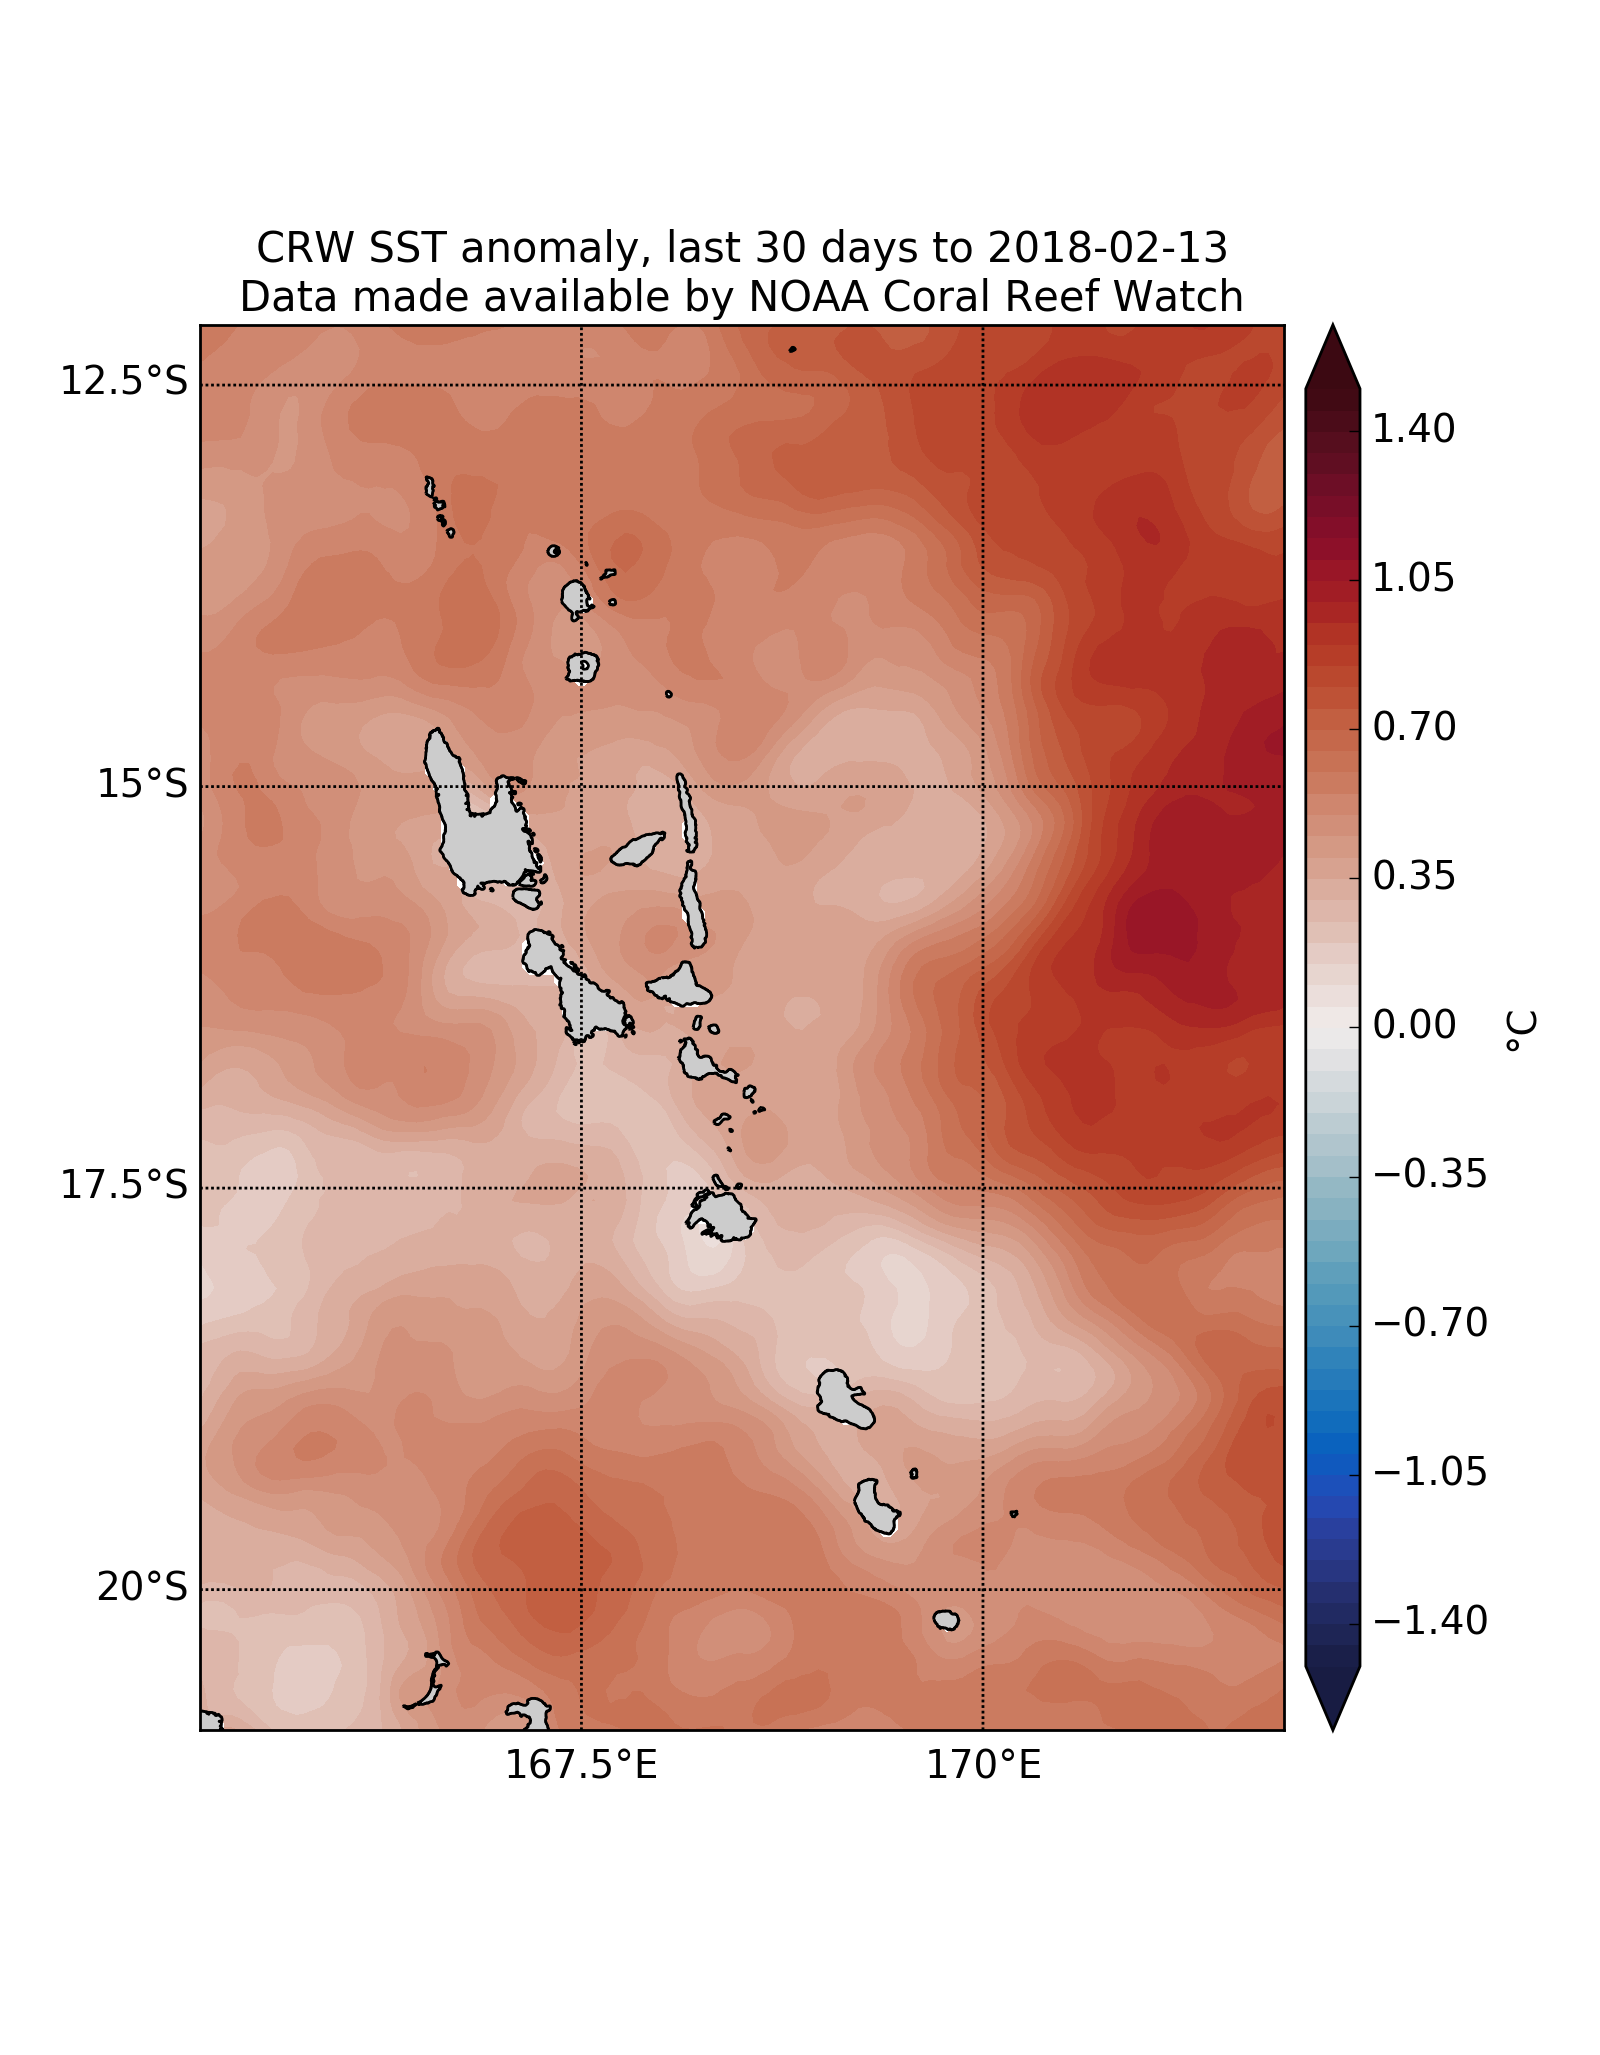 CRW SST anomaly, last 30 days to 2018-02-13
Data made available by NOAA Coral Reef Watch
12.5°S
15°S
17.5°S
20°S
167.5°E
170°E
1.40
1.05
0.70
0.35
0.00
−0.35
−0.70
−1.05
−1.40
°C